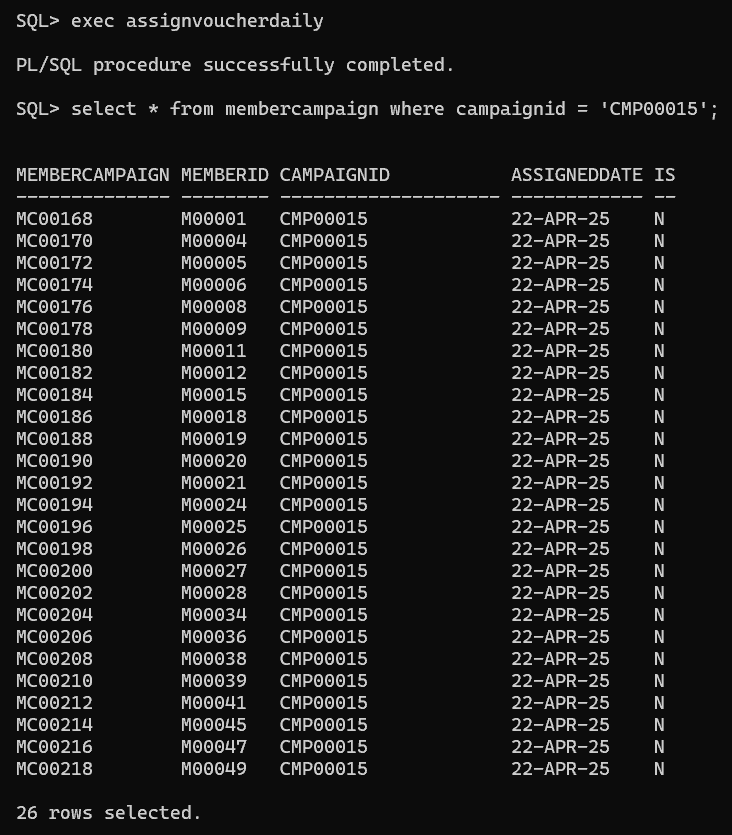 SQL> exec assignvoucherdaily
PL/SQL procedure successfully completed.
SQL> select * from membercampaign where campaignid = 'CMP00015';
MEMBERCAMPAIGN MEMBERID CAMPAIGNID           ASSIGNEDDATE IS
-------------- -------- -------------------- ------------ --
MC00168        M00001   CMP00015             22-APR-25    N
MC00170        M00004   CMP00015             22-APR-25    N
MC00172        M00005   CMP00015             22-APR-25    N
MC00174        M00006   CMP00015             22-APR-25    N
MC00176        M00008   CMP00015             22-APR-25    N
MC00178        M00009   CMP00015             22-APR-25    N
MC00180        M00011   CMP00015             22-APR-25    N
MC00182        M00012   CMP00015             22-APR-25    N
MC00184        M00015   CMP00015             22-APR-25    N
MC00186        M00018   CMP00015             22-APR-25    N
MC00188        M00019   CMP00015             22-APR-25    N
MC00190        M00020   CMP00015             22-APR-25    N
MC00192        M00021   CMP00015             22-APR-25    N
MC00194        M00024   CMP00015             22-APR-25    N
MC00196        M00025   CMP00015             22-APR-25    N
MC00198        M00026   CMP00015             22-APR-25    N
MC00200        M00027   CMP00015             22-APR-25    N
MC00202        M00028   CMP00015             22-APR-25    N
MC00204        M00034   CMP00015             22-APR-25    N
MC00206        M00036   CMP00015             22-APR-25    N
MC00208        M00038   CMP00015             22-APR-25    N
MC00210        M00039   CMP00015             22-APR-25    N
MC00212        M00041   CMP00015             22-APR-25    N
MC00214        M00045   CMP00015             22-APR-25    N
MC00216        M00047   CMP00015             22-APR-25    N
MC00218        M00049   CMP00015             22-APR-25    N
26 rows selected.